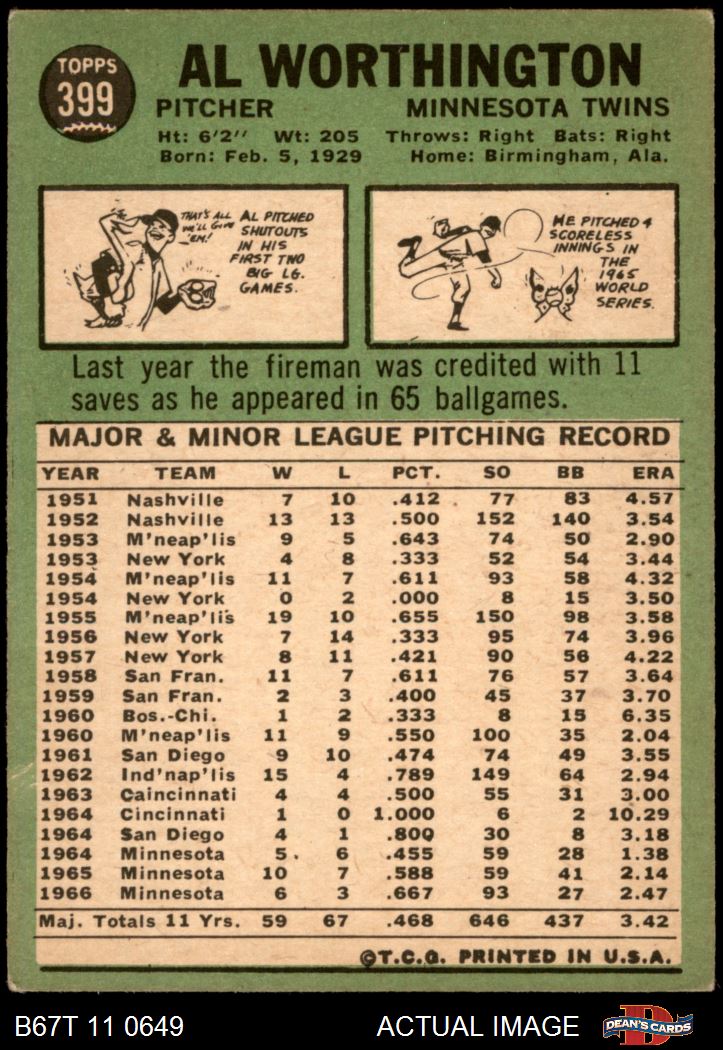 TOPPS
399
AL WORTHINGTON
PITCHER MINNESOTA TWINS
Ht: 6'2" Wt: 205 Throws: Right Bats: Right
Born: Feb. 5, 1929 Home: Birmingham, Ala.
THAT'S ALL
WE'LL GIVE
'EM!
AL PITCHED
SHUTOUTS
IN HIS
FIRST TWO
BIG LG.
GAMES.
HE PITCHED 4
SCORELESS
INNINGS IN
THE
1965
WORLD
SERIES.
Last year the fireman was credited with 11
saves as he appeared in 65 ballgames.
MAJOR & MINOR LEAGUE PITCHING RECORD
YEAR TEAM W L PCT. SO BB ERA
1951 Nashville 7 10 .412 77 83 4.57
1952 Nashville 13 13 .500 152 140 3.54
1953 M'neap'lis 9 5 .643 74 50 2.90
1953 New York 4 8 .333 52 54 3.44
1954 M'neap'lis 11 7 .611 93 58 4.32
1954 New York 0 2 .000 8 15 3.50
1955 M'neap'lis 19 10 .655 150 98 3.58
1956 New York 7 14 .333 95 74 3.96
1957 New York 8 11 .421 90 56 4.22
1958 San Fran. 11 7 .611 76 57 3.64
1959 San Fran. 2 3 .400 45 37 3.70
1960 Bos.-Chi. 1 2 .333 8 15 6.35
1960 M'neap'lis 11 9 .550 100 35 2.04
1961 San Diego 9 10 .474 74 49 3.55
1962 Ind'nap'lis 15 4 .789 149 64 2.94
1963 Caincinnati 4 4 .500 55 31 3.00
1964 Cincinnati 1 0 1.000 6 2 10.29
1964 San Diego 4 1 .800 30 8 3.18
1964 Minnesota 5 6 .455 59 28 1.38
1965 Minnesota 10 7 .588 59 41 2.14
1966 Minnesota 6 3 .667 93 27 2.47
Maj. Totals 11 Yrs. 59 67 .468 646 437 3.42
©T.C.G. PRINTED IN U.S.A.
B67T 11 0649 ACTUAL IMAGE
D
DEAN'S CARDS